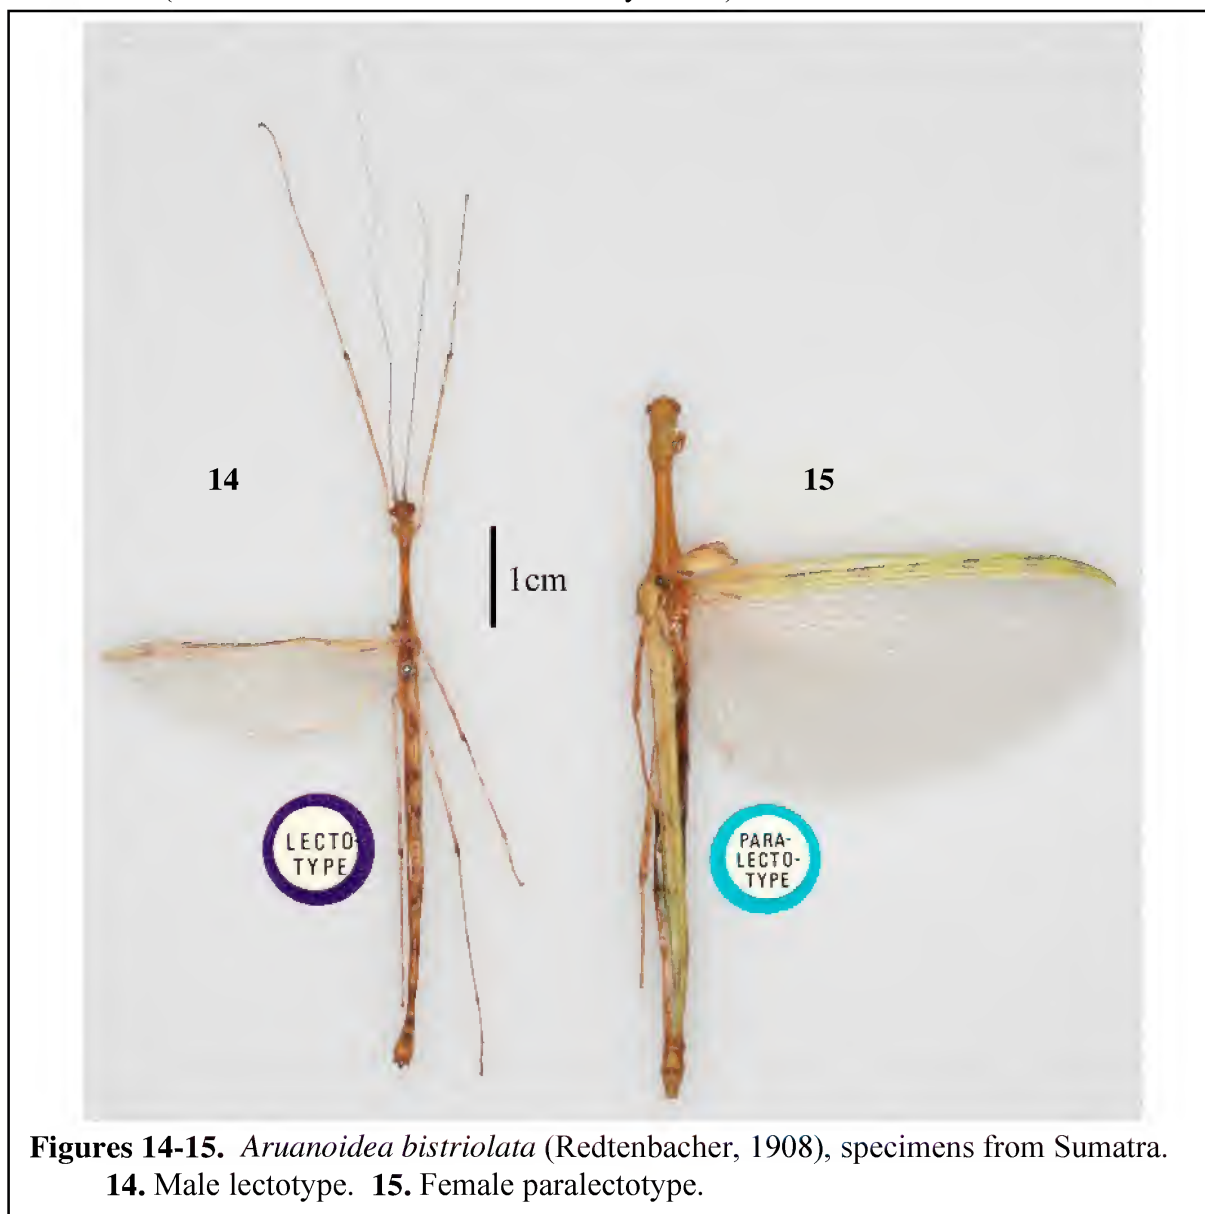 14
15
1cm
LECTO-
TYPE
PARA-
LECTO-
TYPE
Figures 14-15. Aruanoidea bistriolata (Redtenbacher, 1908), specimens from Sumatra.
14. Male lectotype. 15. Female paralectotype.